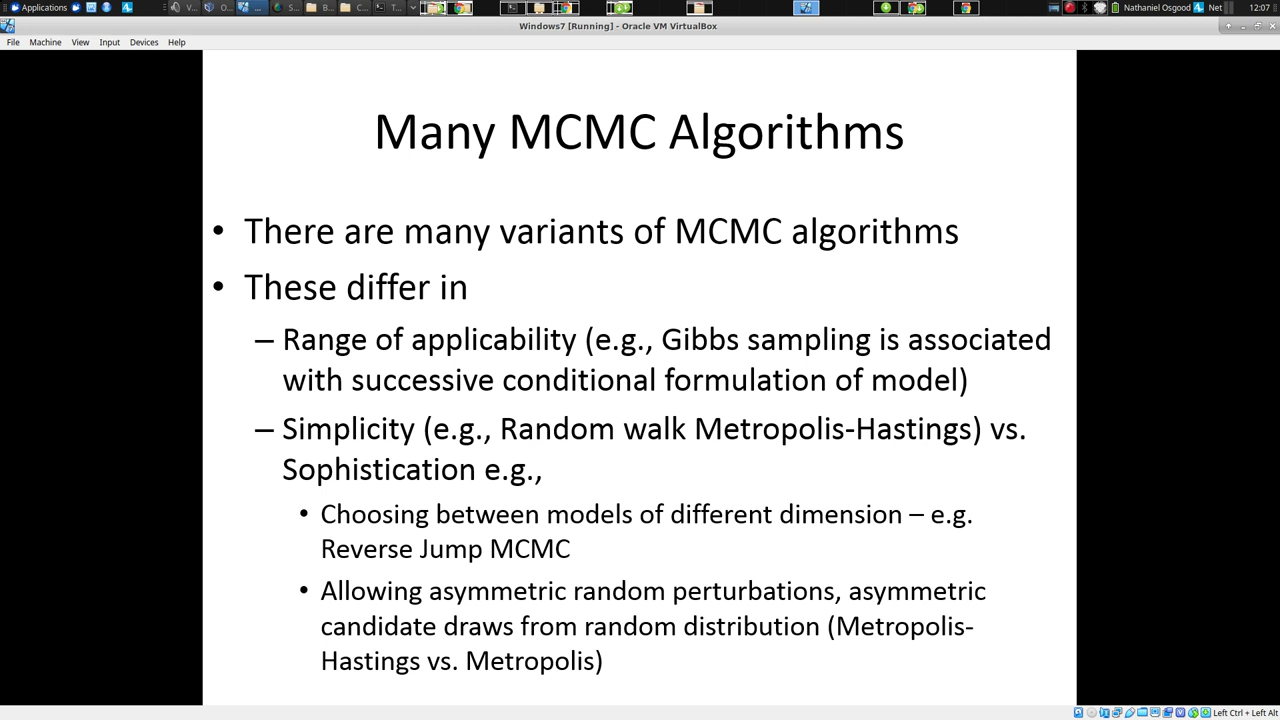 Applications
V...
O...
...
C...
S...
B...
C...
T...
Nathaniel Osgood
Net
12:07
Windows7 [Running] - Oracle VM VirtualBox
File Machine View Input Devices Help
Many MCMC Algorithms
• There are many variants of MCMC algorithms
• These differ in
– Range of applicability (e.g., Gibbs sampling is associated
with successive conditional formulation of model)
– Simplicity (e.g., Random walk Metropolis-Hastings) vs.
Sophistication e.g.,
• Choosing between models of different dimension – e.g.
Reverse Jump MCMC
• Allowing asymmetric random perturbations, asymmetric
candidate draws from random distribution (Metropolis-
Hastings vs. Metropolis)
Left Ctrl + Left Alt